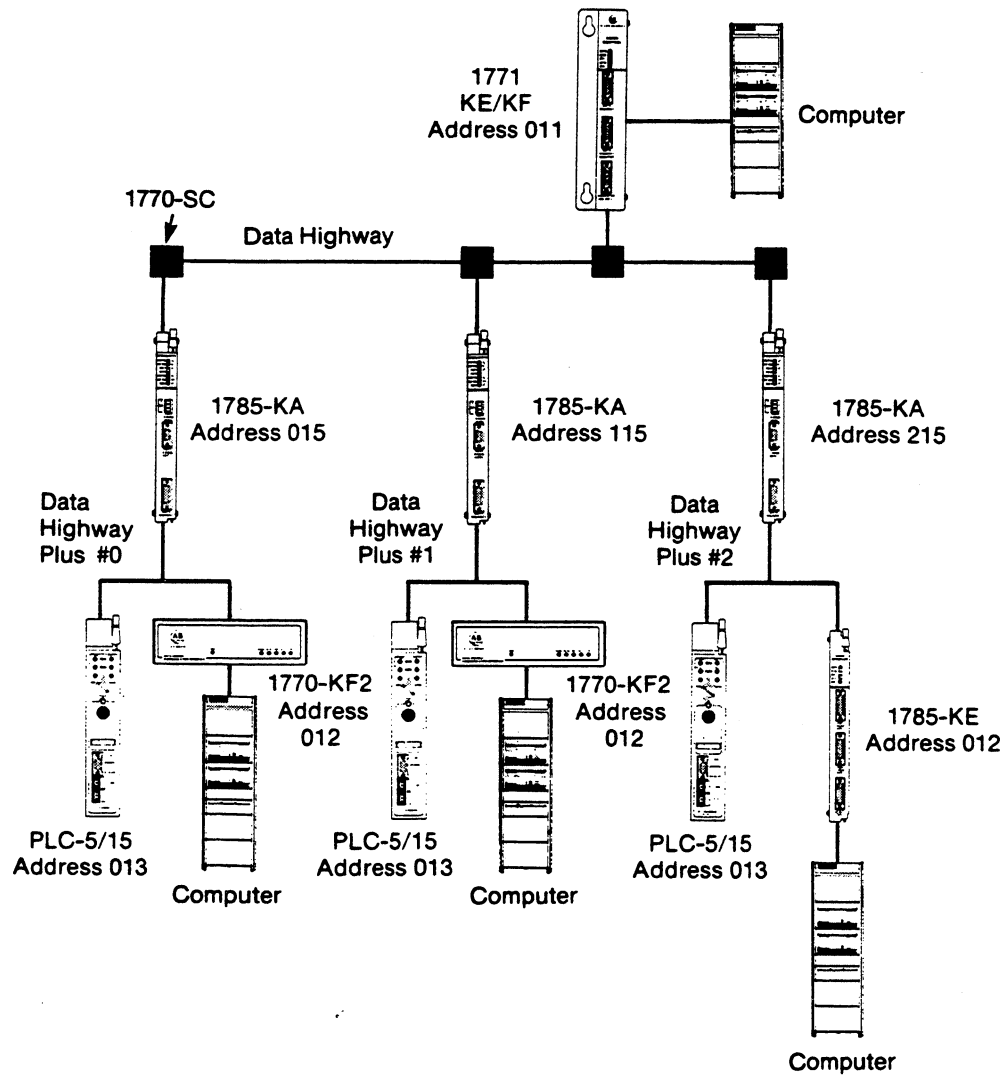 1771
KE/KF
Address 011
Computer
1770-SC
Data Highway
1785-KA
Address 015
1785-KA
Address 115
1785-KA
Address 215
Data
Highway
Plus #0
Data
Highway
Plus #1
Data
Highway
Plus #2
1770-KF2
Address
012
1770-KF2
Address
012
1785-KE
Address 012
PLC-5/15
Address 013
Computer
PLC-5/15
Address 013
Computer
PLC-5/15
Address 013
Computer